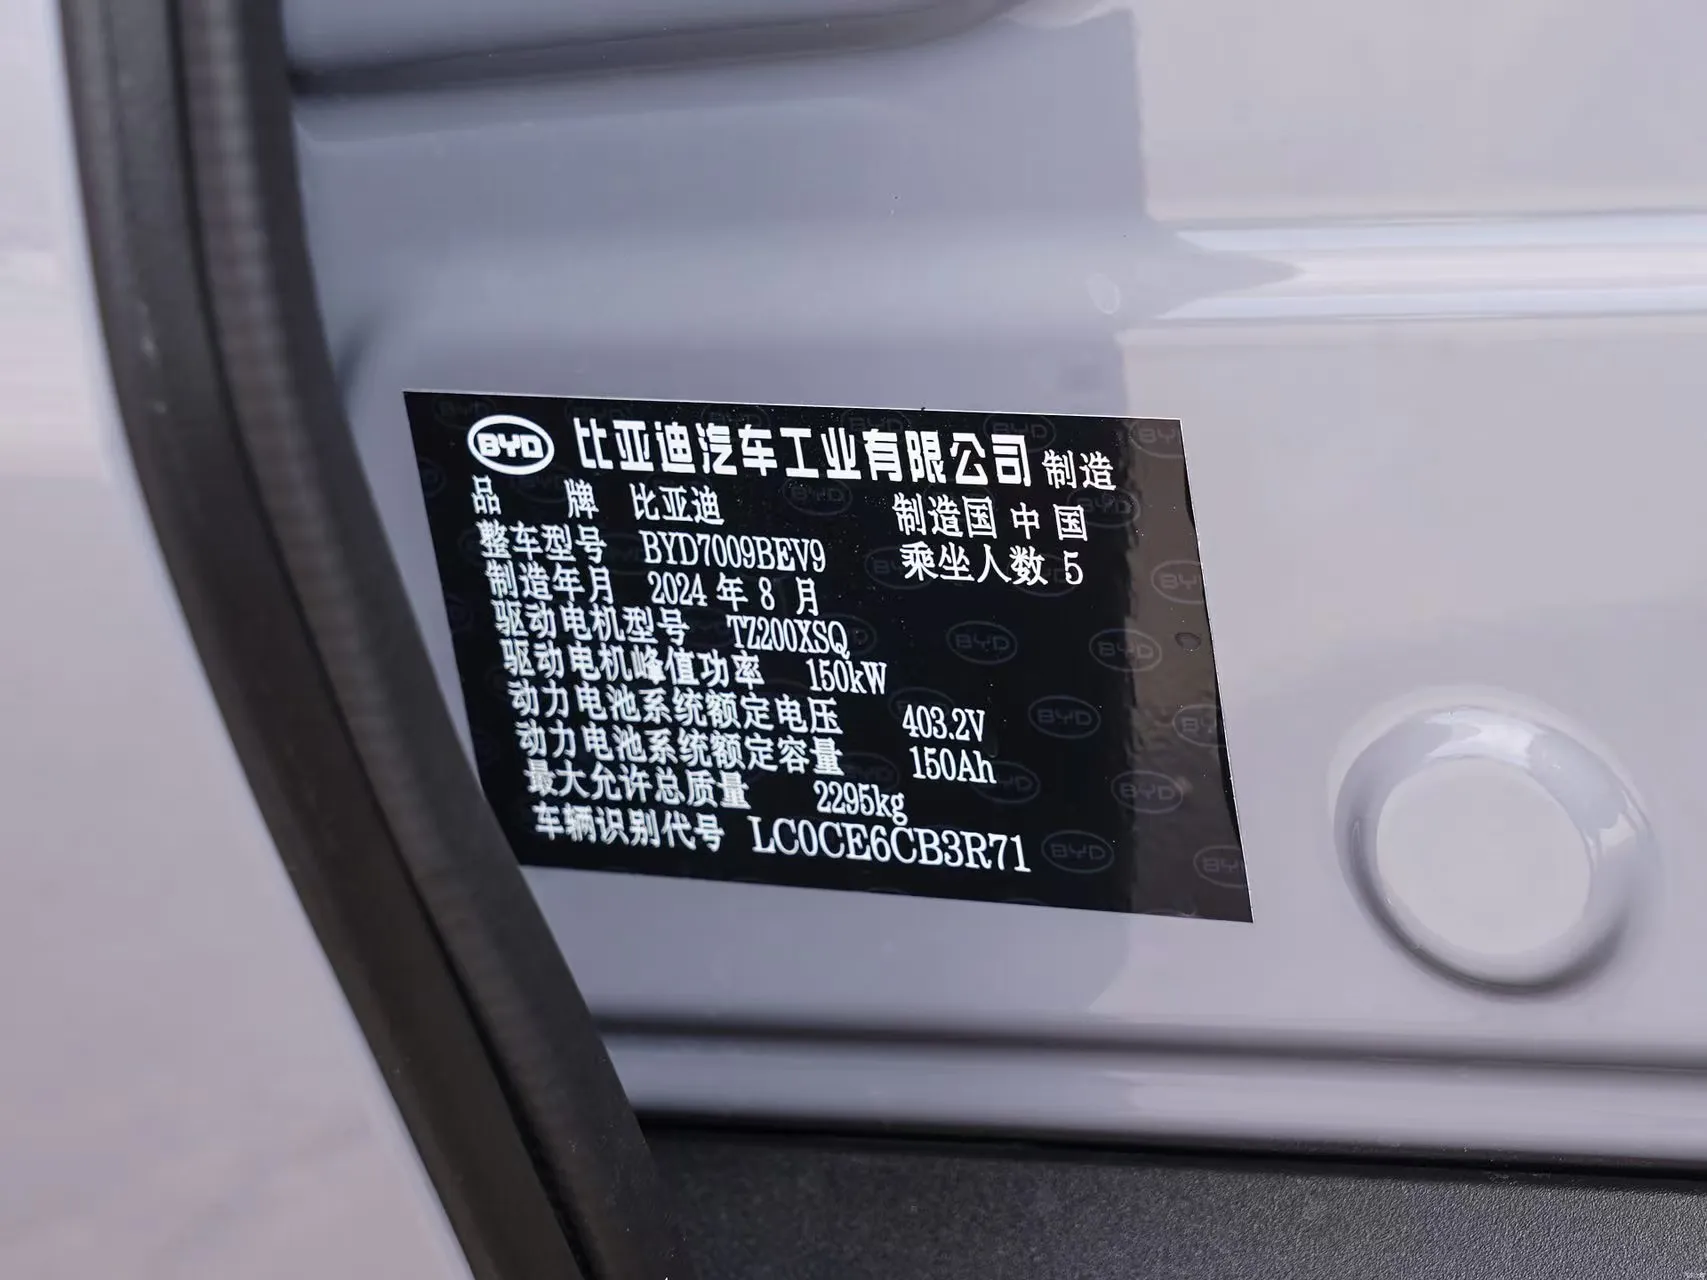 BYD 比亚迪汽车工业有限公司 制造
品 牌 比亚迪 制造国 中国
整车型号 BYD7009BEV9 乘坐人数 5
制造年月 2024 年 8 月
驱动电机型号 TZ200XSQ
驱动电机峰值功率 150kW
动力电池系统额定电压 403.2V
动力电池系统额定容量 150Ah
最大允许总质量 2295kg
车辆识别代号 LC0CE6CB3R71